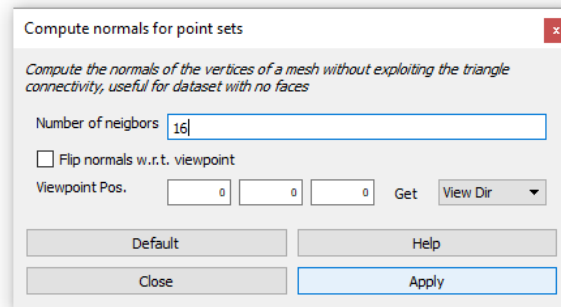 Compute normals for point sets
x
Compute the normals of the vertices of a mesh without exploiting the triangle
connectivity, useful for dataset with no faces
Number of neigbors 16
Flip normals w.r.t. viewpoint
Viewpoint Pos. 0 0 0 Get View Dir
Default Help
Close Apply